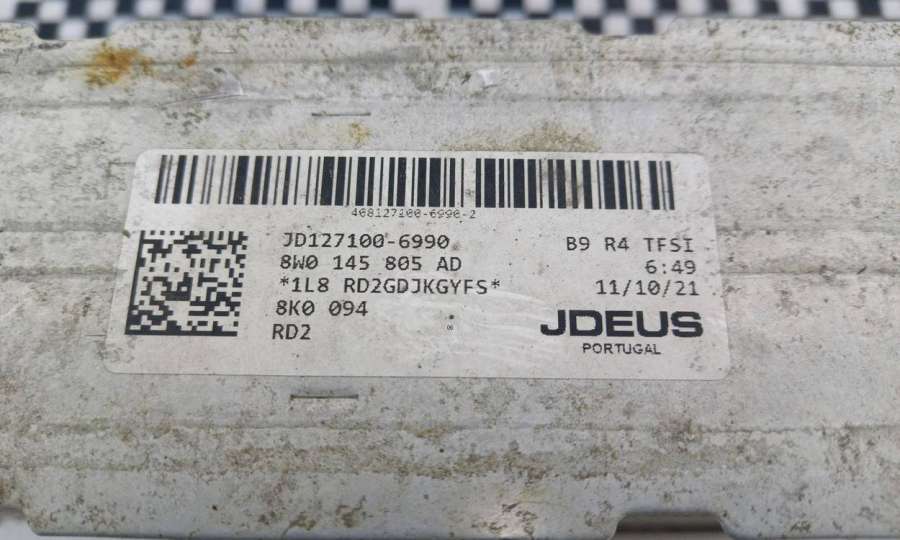 468127100-6990-2
JD127100-6990
8W0 145 805 AD
*1L8 RD2GDJKGYFS*
8K0 094
RD2
B9 R4 TFSI
6:49
11/10/21
JDEUS
PORTUGAL